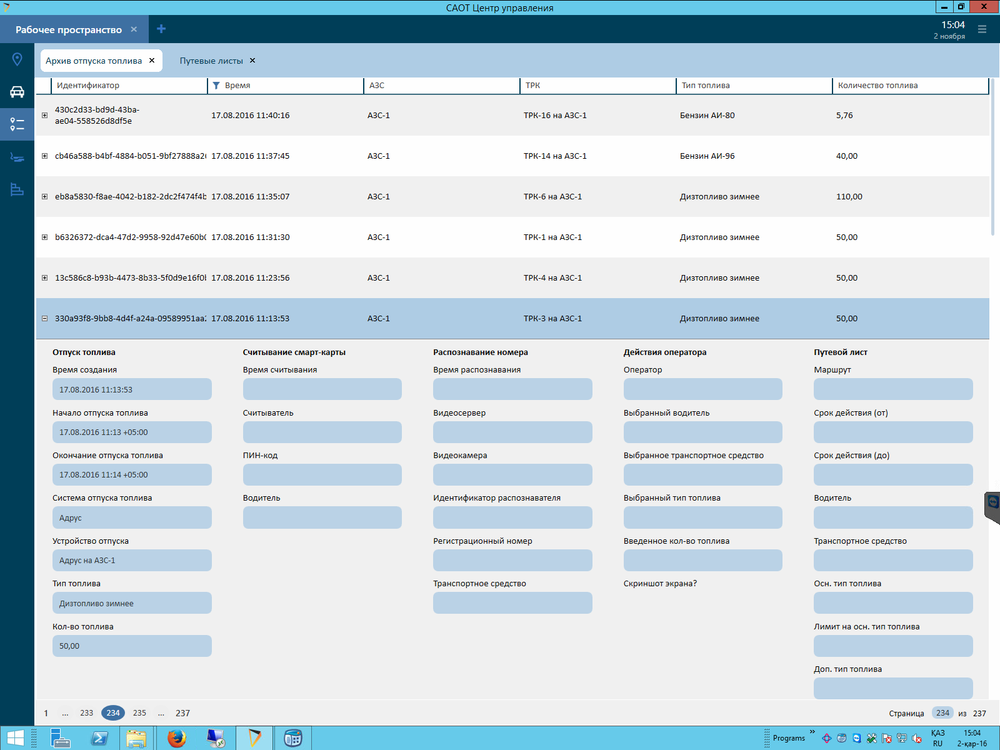 САОТ Центр управления
Рабочее пространство
15:04
2 ноября
Архив отпуска топлива
Путевые листы
Идентификатор Время АЗС ТРК Тип топлива Количество топлива
430c2d33-bd9d-43ba-
ae04-558526d8df5e
17.08.2016 11:40:16 АЗС-1 ТРК-16 на АЗС-1 Бензин АИ-80 5,76
cb46a588-b4bf-4884-b051-9bf27888a2 17.08.2016 11:37:45 АЗС-1 ТРК-14 на АЗС-1 Бензин АИ-96 40,00
eb8a5830-f8ae-4042-b182-2dc2f474f4b 17.08.2016 11:35:07 АЗС-1 ТРК-6 на АЗС-1 Дизтопливо зимнее 110,00
b6326372-dca4-47d2-9958-92d47e60b 17.08.2016 11:31:30 АЗС-1 ТРК-1 на АЗС-1 Дизтопливо зимнее 50,00
13c586c8-b93b-4473-8b33-5f0d9e16f0 17.08.2016 11:23:56 АЗС-1 ТРК-4 на АЗС-1 Дизтопливо зимнее 50,00
330a93f8-9bb8-4d4f-a24a-09589951aa2 17.08.2016 11:13:53 АЗС-1 ТРК-3 на АЗС-1 Дизтопливо зимнее 50,00
Отпуск топлива Считывание смарт-карты Распознавание номера Действия оператора Путевой лист
Время создания Время считывания Время распознавания Оператор Маршрут
17.08.2016 11:13:53
Начало отпуска топлива Считыватель Видеосервер Выбранный водитель Срок действия (от)
17.08.2016 11:13 +05:00
Окончание отпуска топлива ПИН-код Видеокамера Выбранное транспортное средство Срок действия (до)
17.08.2016 11:14 +05:00
Система отпуска топлива Водитель Идентификатор распознавателя Выбранный тип топлива Водитель
Адрус
Устройство отпуска Регистрационный номер Введенное кол-во топлива Транспортное средство
Адрус на АЗС-1
Тип топлива Транспортное средство Скриншот экрана? Осн. тип топлива
Дизтопливо зимнее
Кол-во топлива Лимит на осн. тип топлива
50,00
Доп. тип топлива
1 ... 233 234 235 ... 237 Страница 234 из 237
Programs » ҚАЗ 15:04
RU 2-қар-16